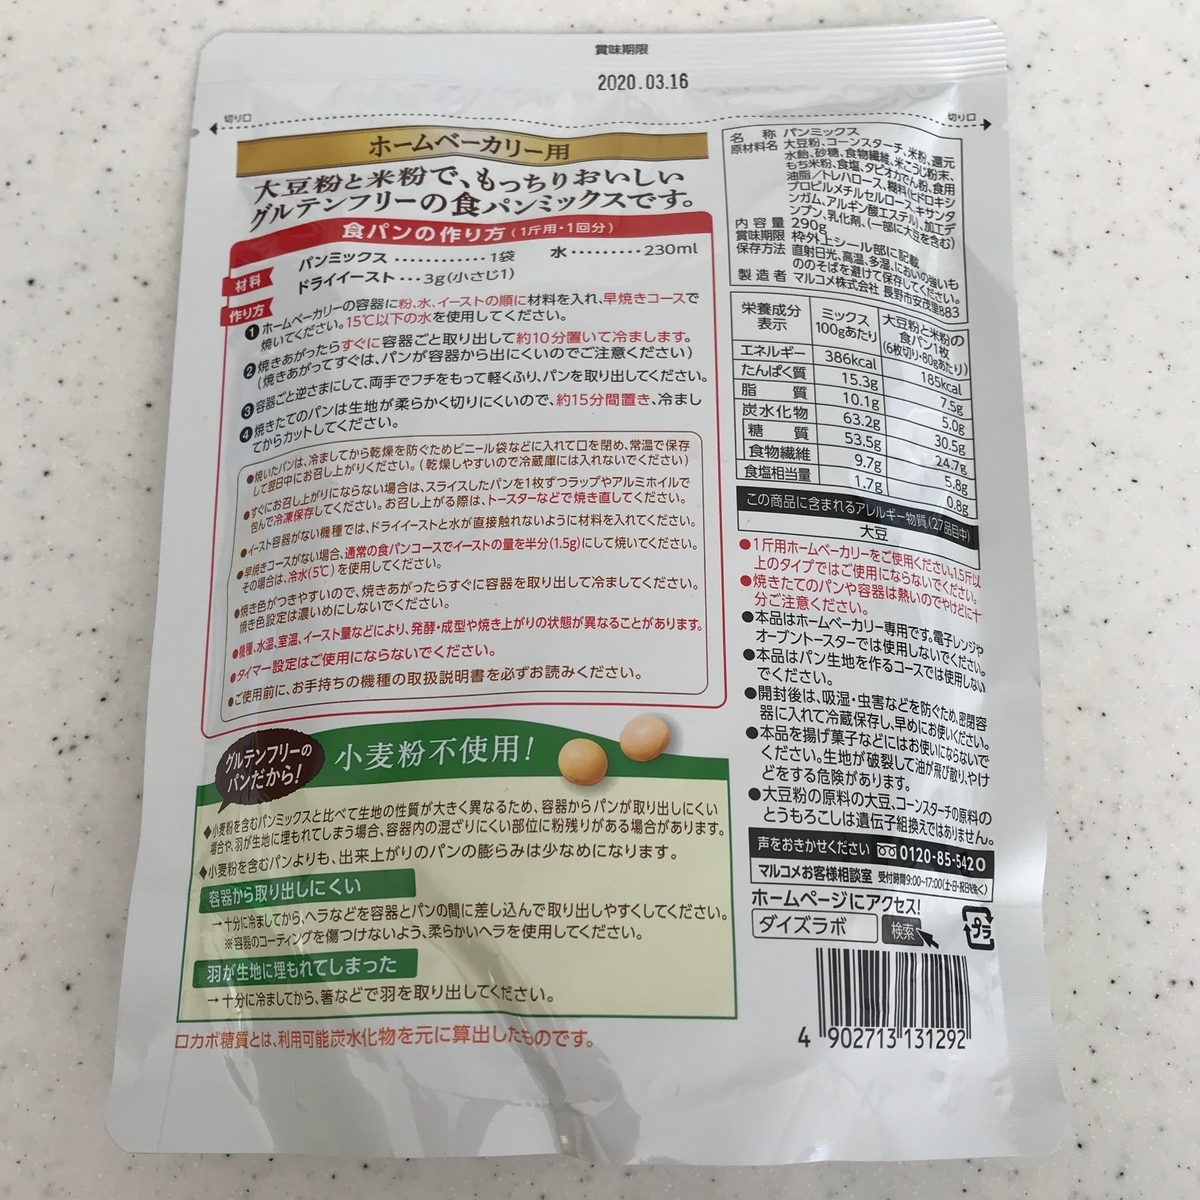 賞味期限
2020.03.16
切り口
切り口
ホームベーカリー用
大豆粉と米粉で、もっちりおいしい
グルテンフリーの食パンミックスです。
食パンの作り方(1斤用・1回分)
材料
パンミックス…………1袋 水………230ml
ドライイースト…3g(小さじ1)
作り方
❶ホームベーカリーの容器に粉、水、イーストの順に材料を入れ、早焼きコースで
焼いてください。15℃以下の水を使用してください。
❷焼きあがったらすぐに容器ごと取り出して約10分置いて冷まします。
(焼きあがってすぐは、パンが容器から出にくいのでご注意ください)
❸容器ごと逆さまにして、両手でフチをもって軽くふり、パンを取り出してください。
❹焼きたてのパンは生地が柔らかく切りにくいので、約15分間置き、冷まし
てからカットしてください。
●焼いたパンは、冷ましてから乾燥を防ぐためビニール袋などに入れて口を閉め、常温で保存
して翌日中にお召し上がりください。(乾燥しやすいので冷蔵庫には入れないでください)
●すぐにお召し上がりにならない場合は、スライスしたパンを1枚ずつラップやアルミホイルで
包んで冷凍保存してください。お召し上がる際は、トースターなどで焼き直してください。
●イースト容器がない機種では、ドライイーストと水が直接触れないように材料を入れてください。
●早焼きコースがない場合、通常の食パンコースでイーストの量を半分(1.5g)にして焼いてください。
その場合は、冷水(5℃)を使用してください。
●焼き色がつきやすいので、焼きあがったらすぐに容器を取り出して冷ましてください。
焼き色設定は濃いめにしないでください。
●機種、水温、室温、イースト量などにより、発酵・成型や焼き上がりの状態が異なることがあります。
●タイマー設定はご使用にならないでください。
●ご使用前に、お手持ちの機種の取扱説明書を必ずお読みください。
グルテンフリーの
パンだから!
小麦粉不使用!
◆小麦粉を含むパンミックスと比べて生地の性質が大きく異なるため、容器からパンが取り出しにくい
場合や、羽が生地に埋もれてしまう場合、容器内の混ざりにくい部位に粉残りがある場合があります。
◆小麦粉を含むパンよりも、出来上がりのパンの膨らみは少なめになります。
容器から取り出しにくい
→十分に冷ましてから、ヘラなどを容器とパンの間に差し込んで取り出しやすくしてください。
※容器のコーティングを傷つけないよう、柔らかいヘラを使用してください。
羽が生地に埋もれてしまった
→十分に冷ましてから、箸などで羽を取り出してください。
ロカボ糖質とは、利用可能炭水化物を元に算出したものです。
名称 パンミックス
原材料名 大豆粉、コーンスターチ、米粉、還元
水飴、砂糖、食物繊維、米こうじ粉末、
もち米粉、食塩、タピオカでん粉、食用
油脂/トレハロース、糊料(ヒドロキシ
プロピルメチルセルロース、キサンタ
ンガム、アルギン酸エステル)、加工デ
ンプン、乳化剤、(一部に大豆を含む)
内容量 290g
賞味期限 枠外上シール部に記載
保存方法 直射日光、高温、多湿、においの強いも
ののそばを避けて保存してください。
製造者 マルコメ株式会社 長野市安茂里883
栄養成分表示 ミックス100gあたり 大豆粉と米粉の食パン1枚(6枚切り・80gあたり)
エネルギー 386kcal 185kcal
たんぱく質 15.3g 7.5g
脂質 10.1g 5.0g
炭水化物 63.2g 30.5g
糖質 53.5g 24.7g
食物繊維 9.7g 5.8g
食塩相当量 1.7g 0.8g
この商品に含まれるアレルギー物質(27品目中)
大豆
●1斤用ホームベーカリーをご使用ください。1.5斤以
上のタイプではご使用にならないでください。
●焼きたてのパンや容器は熱いのでやけどに十
分ご注意ください。
●本品はホームベーカリー専用です。電子レンジや
オーブントースターでは使用しないでください。
●本品はパン生地を作るコースでは使用しない
でください。
●開封後は、吸湿・虫害などを防ぐため、密閉容
器に入れて冷蔵保存し、早めにお使いください。
●本品を揚げ菓子などにはお使いにならないで
ください。生地が破裂して油が飛び散り、やけ
どをする危険があります。
●大豆粉の原料の大豆、コーンスターチの原料の
とうもろこしは遺伝子組換えではありません。
声をおきかせください 0120-85-5420
マルコメお客様相談室 受付時間9:00~17:00(土・日・祝日を除く)
ホームページにアクセス!
ダイズラボ 検索
プラ
4 902713 131292